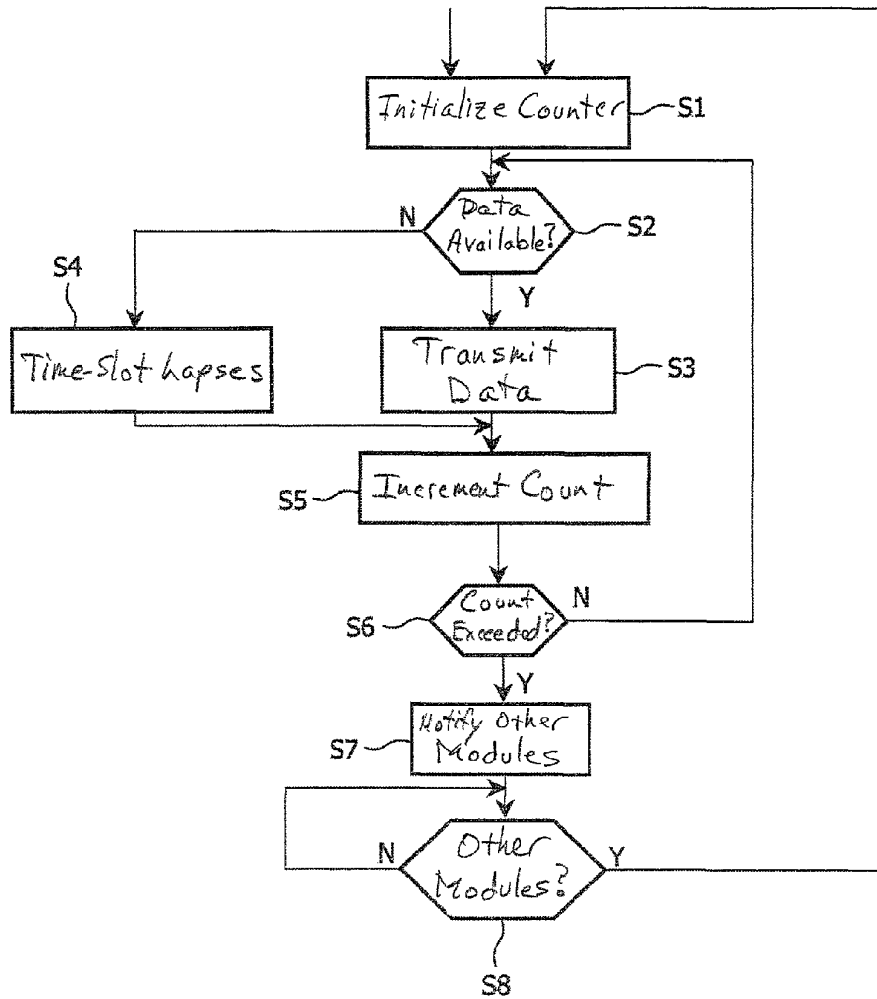 Initialize Counter
S1
Data
Available?
S2
N
Y
S4
Time-Slot Lapses
Transmit
Data
S3
Increment Count
S5
Count
Exceeded?
S6
N
Y
Notify Other
Modules
S7
Other
Modules?
N
Y
S8